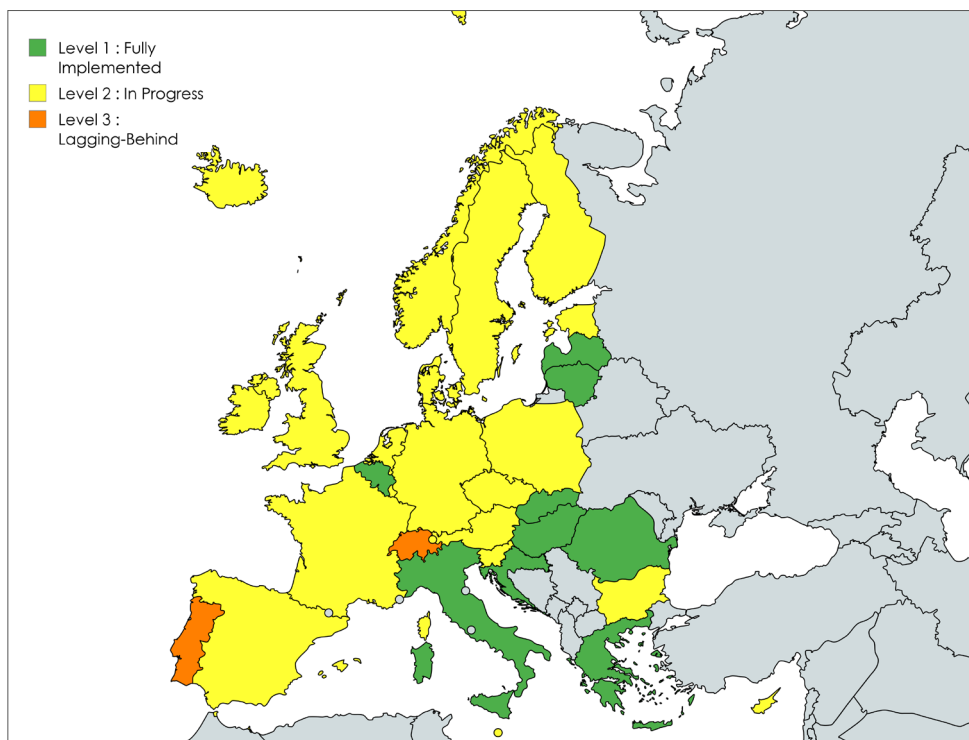 Level 1 : Fully
Implemented
Level 2 : In Progress
Level 3 :
Lagging-Behind